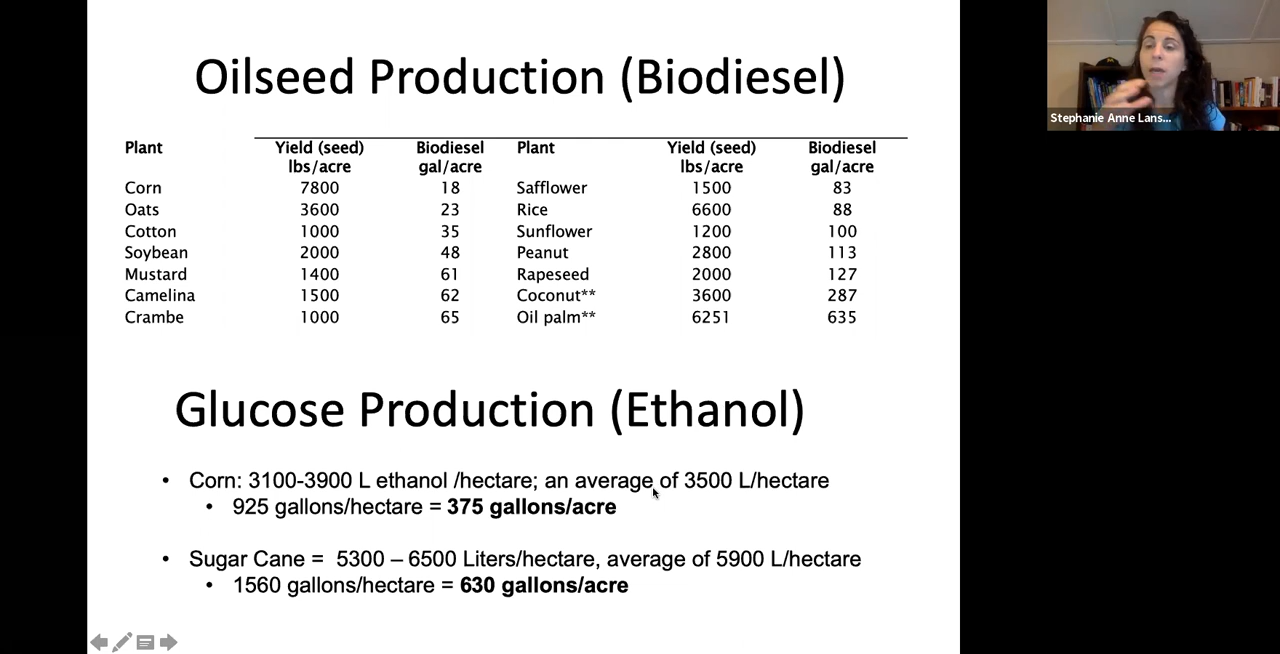 Oilseed Production (Biodiesel)
Plant Yield (seed) Biodiesel Plant Yield (seed) Biodiesel
lbs/acre gal/acre lbs/acre gal/acre
Corn 7800 18 Safflower 1500 83
Oats 3600 23 Rice 6600 88
Cotton 1000 35 Sunflower 1200 100
Soybean 2000 48 Peanut 2800 113
Mustard 1400 61 Rapeseed 2000 127
Camelina 1500 62 Coconut** 3600 287
Crambe 1000 65 Oil palm** 6251 635
Glucose Production (Ethanol)
• Corn: 3100-3900 L ethanol /hectare; an average of 3500 L/hectare
• 925 gallons/hectare = 375 gallons/acre
• Sugar Cane = 5300 – 6500 Liters/hectare, average of 5900 L/hectare
• 1560 gallons/hectare = 630 gallons/acre
Stephanie Anne Lans...